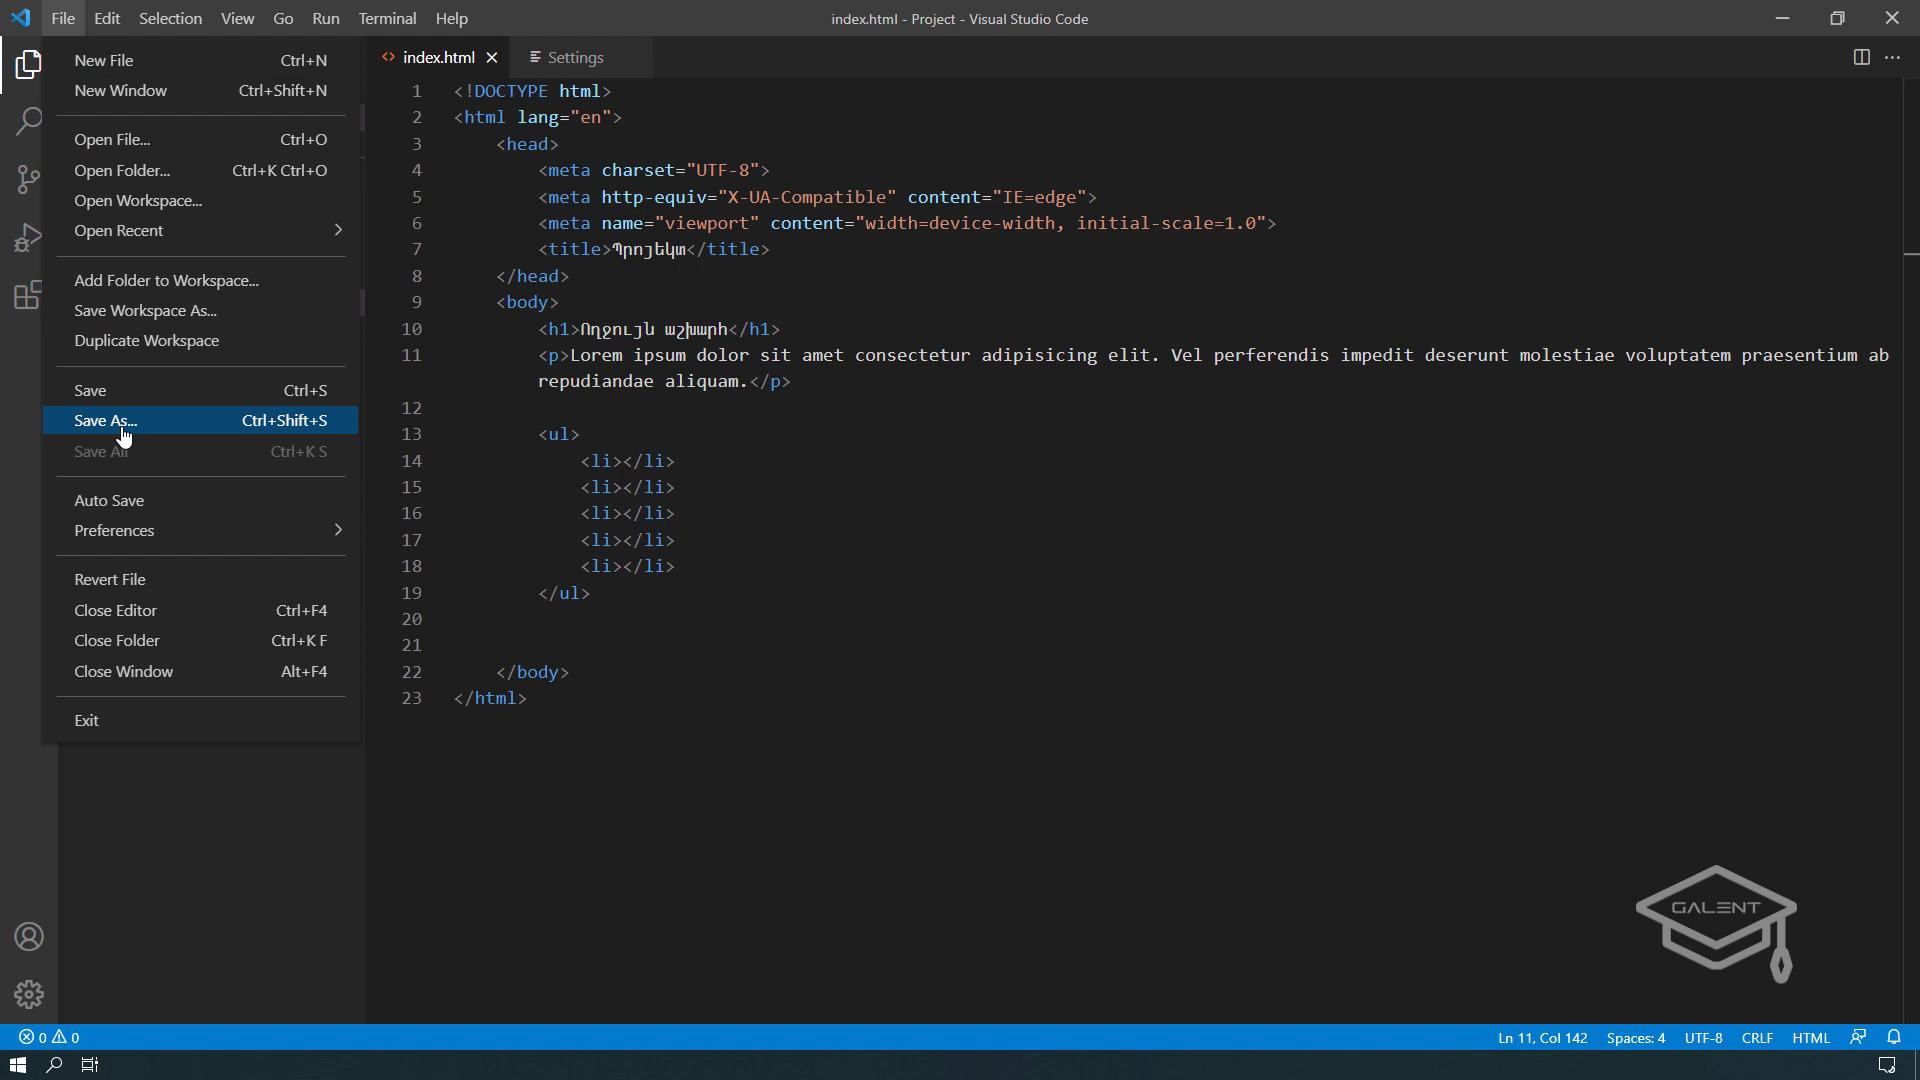 File Edit Selection View Go Run Terminal Help
index.html - Project - Visual Studio Code
New File Ctrl+N
New Window Ctrl+Shift+N
Open File... Ctrl+O
Open Folder... Ctrl+K Ctrl+O
Open Workspace...
Open Recent
Add Folder to Workspace...
Save Workspace As...
Duplicate Workspace
Save Ctrl+S
Save As... Ctrl+Shift+S
Save All Ctrl+K S
Auto Save
Preferences
Revert File
Close Editor Ctrl+F4
Close Folder Ctrl+K F
Close Window Alt+F4
Exit
index.html Settings
1 <!DOCTYPE html>
2 <html lang="en">
3 <head>
4 <meta charset="UTF-8">
5 <meta http-equiv="X-UA-Compatible" content="IE=edge">
6 <meta name="viewport" content="width=device-width, initial-scale=1.0">
7 <title>Պրոյեկտ</title>
8 </head>
9 <body>
10 <h1>Ողջույն աշխարհ</h1>
11 <p>Lorem ipsum dolor sit amet consectetur adipisicing elit. Vel perferendis impedit deserunt molestiae voluptatem praesentium ab
repudiandae aliquam.</p>
12
13 <ul>
14 <li></li>
15 <li></li>
16 <li></li>
17 <li></li>
18 <li></li>
19 </ul>
20
21
22 </body>
23 </html>
GALENT
0 0
Ln 11, Col 142 Spaces: 4 UTF-8 CRLF HTML